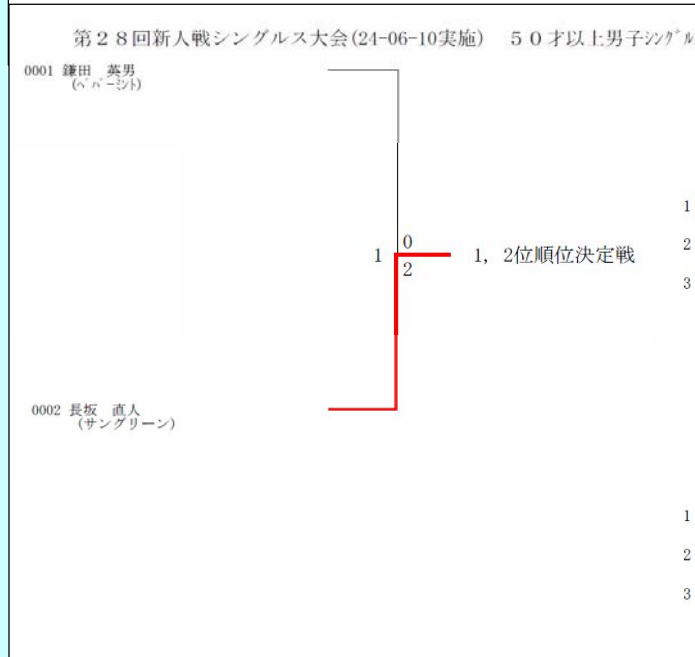 第２８回新人戦シングルス大会(24-06-10実施)　５０才以上男子ｼﾝｸﾞﾙ
0001 鎌田　英男
(ﾍﾟﾊﾟｰﾐﾝﾄ)
1
0
2
1, 2位順位決定戦
1
2
3
0002 長坂　直人
(サングリーン)
1
2
3